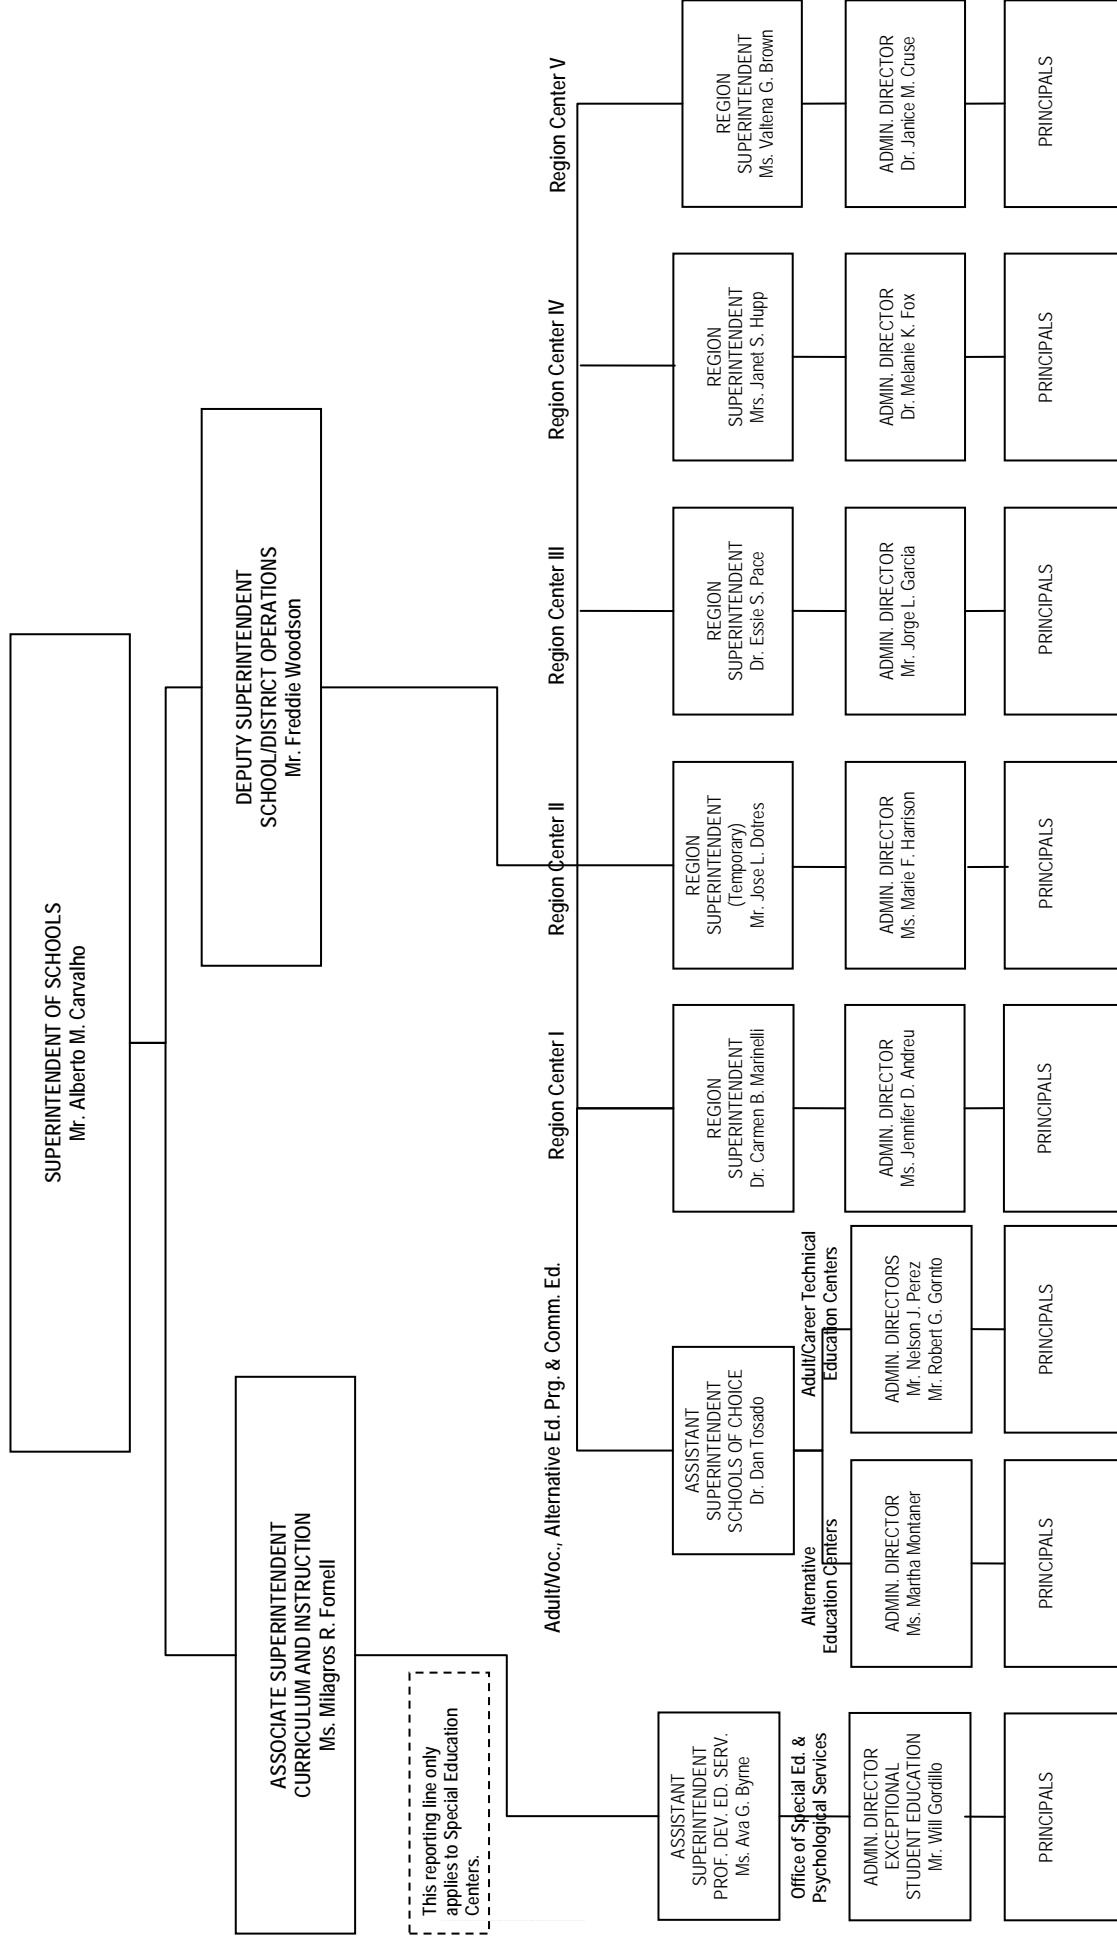 SUPERINTENDENT OF SCHOOLS
Mr. Alberto M. Carvalho
ASSOCIATE SUPERINTENDENT
CURRICULUM AND INSTRUCTION
Ms. Milagros R. Fornell
DEPUTY SUPERINTENDENT
SCHOOL/DISTRICT OPERATIONS
Mr. Freddie Woodson
This reporting line only
applies to Special Education
Centers.
Adult/Voc., Alternative Ed. Prg. & Comm. Ed.
Region Center I
Region Center II
Region Center III
Region Center IV
Region Center V
ASSISTANT
SUPERINTENDENT
PROF. DEV. ED. SERV.
Ms. Ava G. Byrne
ASSISTANT
SUPERINTENDENT
SCHOOLS OF CHOICE
Dr. Dan Tosado
REGION
SUPERINTENDENT
Dr. Carmen B. Marinelli
REGION
SUPERINTENDENT
(Temporary)
Mr. Jose L. Dotres
REGION
SUPERINTENDENT
Dr. Essie S. Pace
REGION
SUPERINTENDENT
Mrs. Janet S. Hupp
REGION
SUPERINTENDENT
Ms. Valtena G. Brown
Office of Special Ed. &
Psychological Services
Alternative
Education Centers
Adult/Career Technical
Education Centers
ADMIN. DIRECTOR
EXCEPTIONAL
STUDENT EDUCATION
Mr. Will Gordillo
ADMIN. DIRECTOR
Ms. Martha Montaner
ADMIN. DIRECTORS
Mr. Nelson J. Perez
Mr. Robert G. Gornto
ADMIN. DIRECTOR
Ms. Jennifer D. Andreu
ADMIN. DIRECTOR
Ms. Marie F. Harrison
ADMIN. DIRECTOR
Mr. Jorge L. Garcia
ADMIN. DIRECTOR
Dr. Melanie K. Fox
ADMIN. DIRECTOR
Dr. Janice M. Cruse
PRINCIPALS
PRINCIPALS
PRINCIPALS
PRINCIPALS
PRINCIPALS
PRINCIPALS
PRINCIPALS
PRINCIPALS